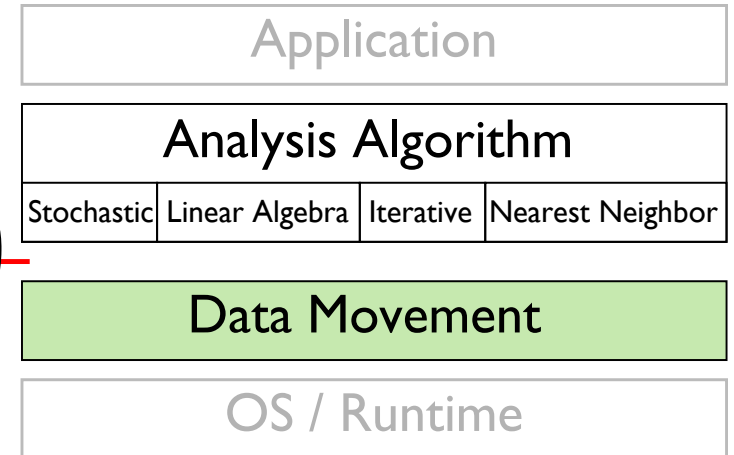 Application
Analysis Algorithm
Stochastic Linear Algebra Iterative Nearest Neighbor
Data Movement
OS / Runtime